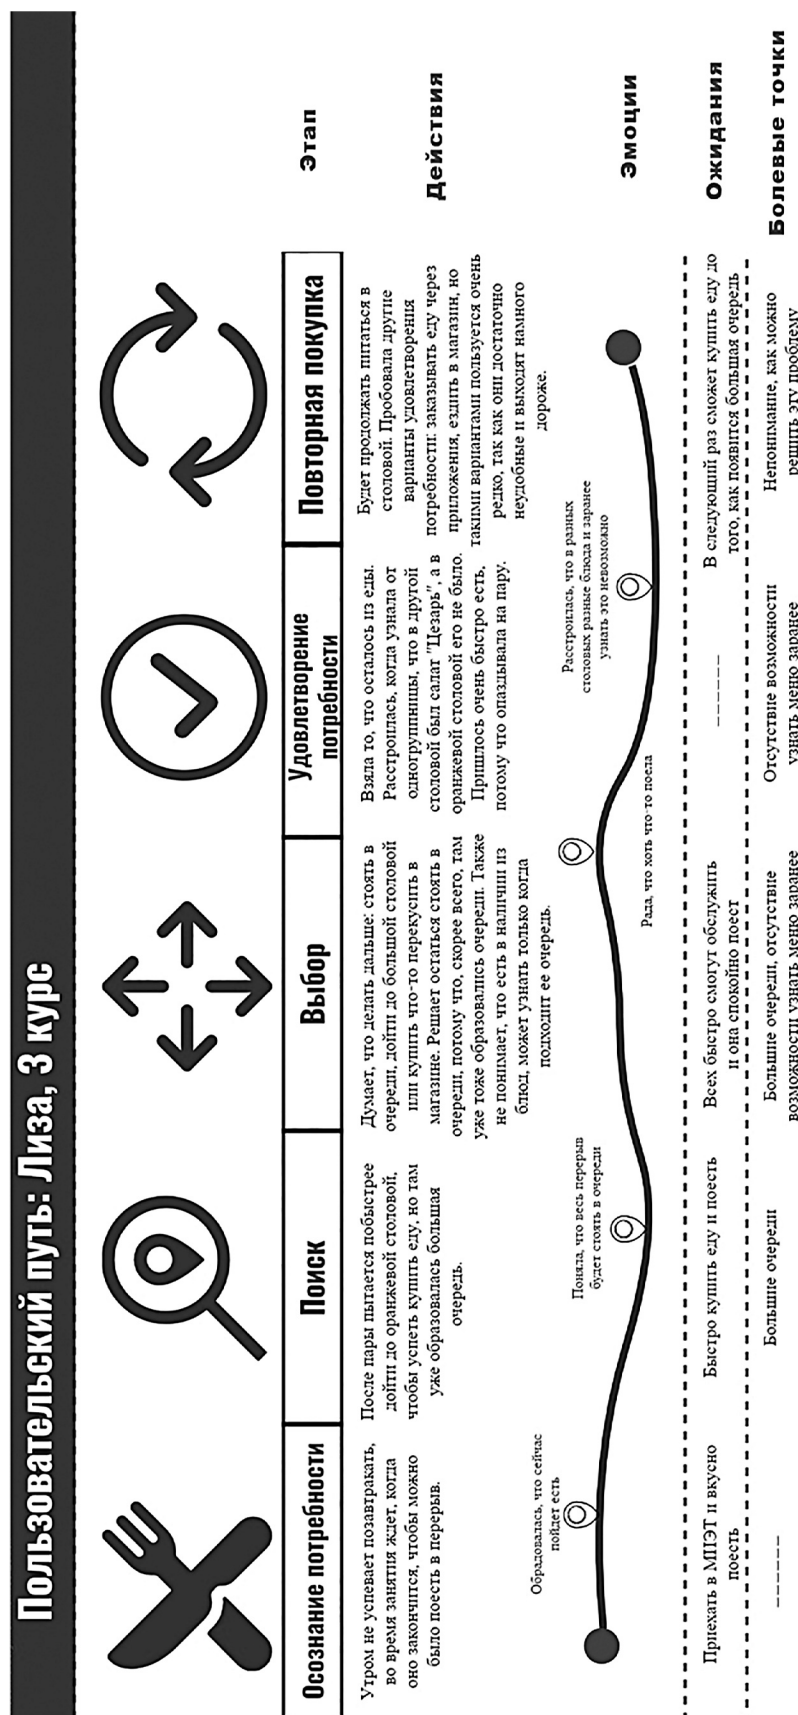 Пользовательский путь: Лиза, 3 курс
Этап
Осознание потребности
Поиск
Выбор
Удовлетворение
потребности
Повторная покупка
Действия
Утром не успевает позавтракать,
во время занятия ждет, когда
оно закончится, чтобы можно
было поесть в перерыв.
После пары пытается побыстрее
дойти до оранжевой столовой,
чтобы успеть купить еду, но там
уже образовалась большая
очередь.
Думает, что делать дальше: стоять в
очереди, дойти до большой столовой
или купить что-то перекусить в
магазине. Решает остаться стоять в
очереди, потому что, скорее всего, там
уже тоже образовались очереди. Также
не понимает, что есть в наличии из
блюд, может узнать только когда
подходит ее очередь.
Взяла то, что осталось из еды.
Расстроилась, когда узнала от
одногруппницы, что в другой
столовой был салат "Цезарь", а в
оранжевой столовой его не было.
Пришлось очень быстро есть,
потому что опаздывала на пару.
Будет продолжать питаться в
столовой. Пробовала другие
варианты удовлетворения
потребности: заказывать еду через
приложения, ездить в магазин, но
такими вариантами пользуется очень
редко, так как они достаточно
неудобные и выходят намного
дороже.
Эмоции
Обрадовалась, что сейчас
пойдет есть
Поняла, что весь перерыв
будет стоять в очереди
Рада, что хоть что-то поела
Расстроилась, что в разных
столовых разные блюда и заранее
узнать это невозможно
Ожидания
Приехать в МИЭТ и вкусно
поесть
Быстро купить еду и поесть
Всех быстро смогут обслужить
и она спокойно поест
------
В следующий раз сможет купить еду до
того, как появится большая очередь
Болевые точки
------
Большие очереди
Большие очереди, отсутствие
возможности узнать меню заранее
Отсутствие возможности
узнать меню заранее
Непонимание, как можно
решить эту проблему